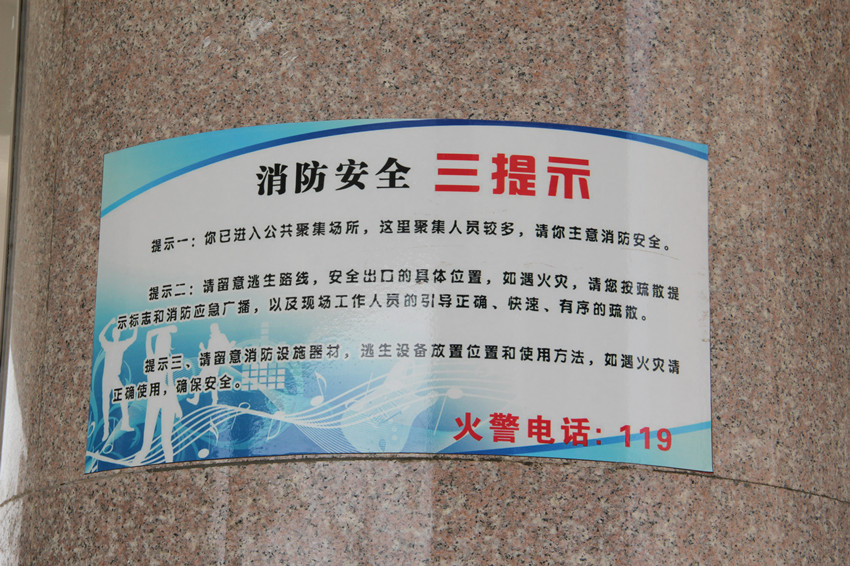 消防安全 三提示
提示一：你已进入公共聚集场所，这里聚集人员较多，请你主意消防安全。
提示二：请留意逃生路线，安全出口的具体位置，如遇火灾，请您按疏散提
示标志和消防应急广播，以及现场工作人员的引导正确、快速、有序的疏散。
提示三、请留意消防设施器材，逃生设备放置位置和使用方法，如遇火灾请
正确使用，确保安全。
火警电话：119